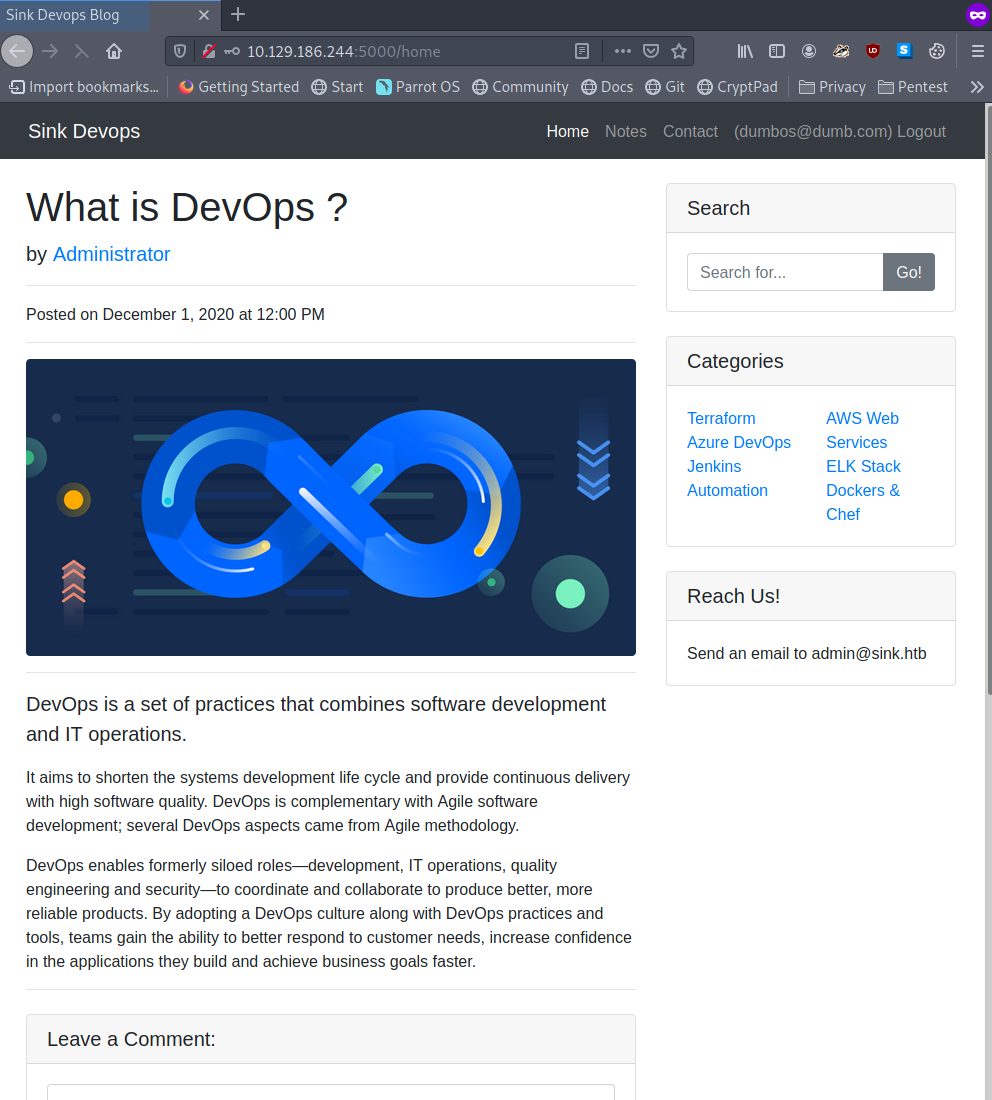 Sink Devops Blog
10.129.186.244:5000/home
Import bookmarks... Getting Started Start Parrot OS Community Docs Git CryptPad Privacy Pentest
Sink Devops Home Notes Contact (dumbos@dumb.com) Logout
What is DevOps ?
by Administrator
Posted on December 1, 2020 at 12:00 PM
DevOps is a set of practices that combines software development
and IT operations.
It aims to shorten the systems development life cycle and provide continuous delivery
with high software quality. DevOps is complementary with Agile software
development; several DevOps aspects came from Agile methodology.
DevOps enables formerly siloed roles—development, IT operations, quality
engineering and security—to coordinate and collaborate to produce better, more
reliable products. By adopting a DevOps culture along with DevOps practices and
tools, teams gain the ability to better respond to customer needs, increase confidence
in the applications they build and achieve business goals faster.
Leave a Comment:
Search
Search for... Go!
Categories
Terraform
Azure DevOps
Jenkins
Automation
AWS Web
Services
ELK Stack
Dockers &
Chef
Reach Us!
Send an email to admin@sink.htb